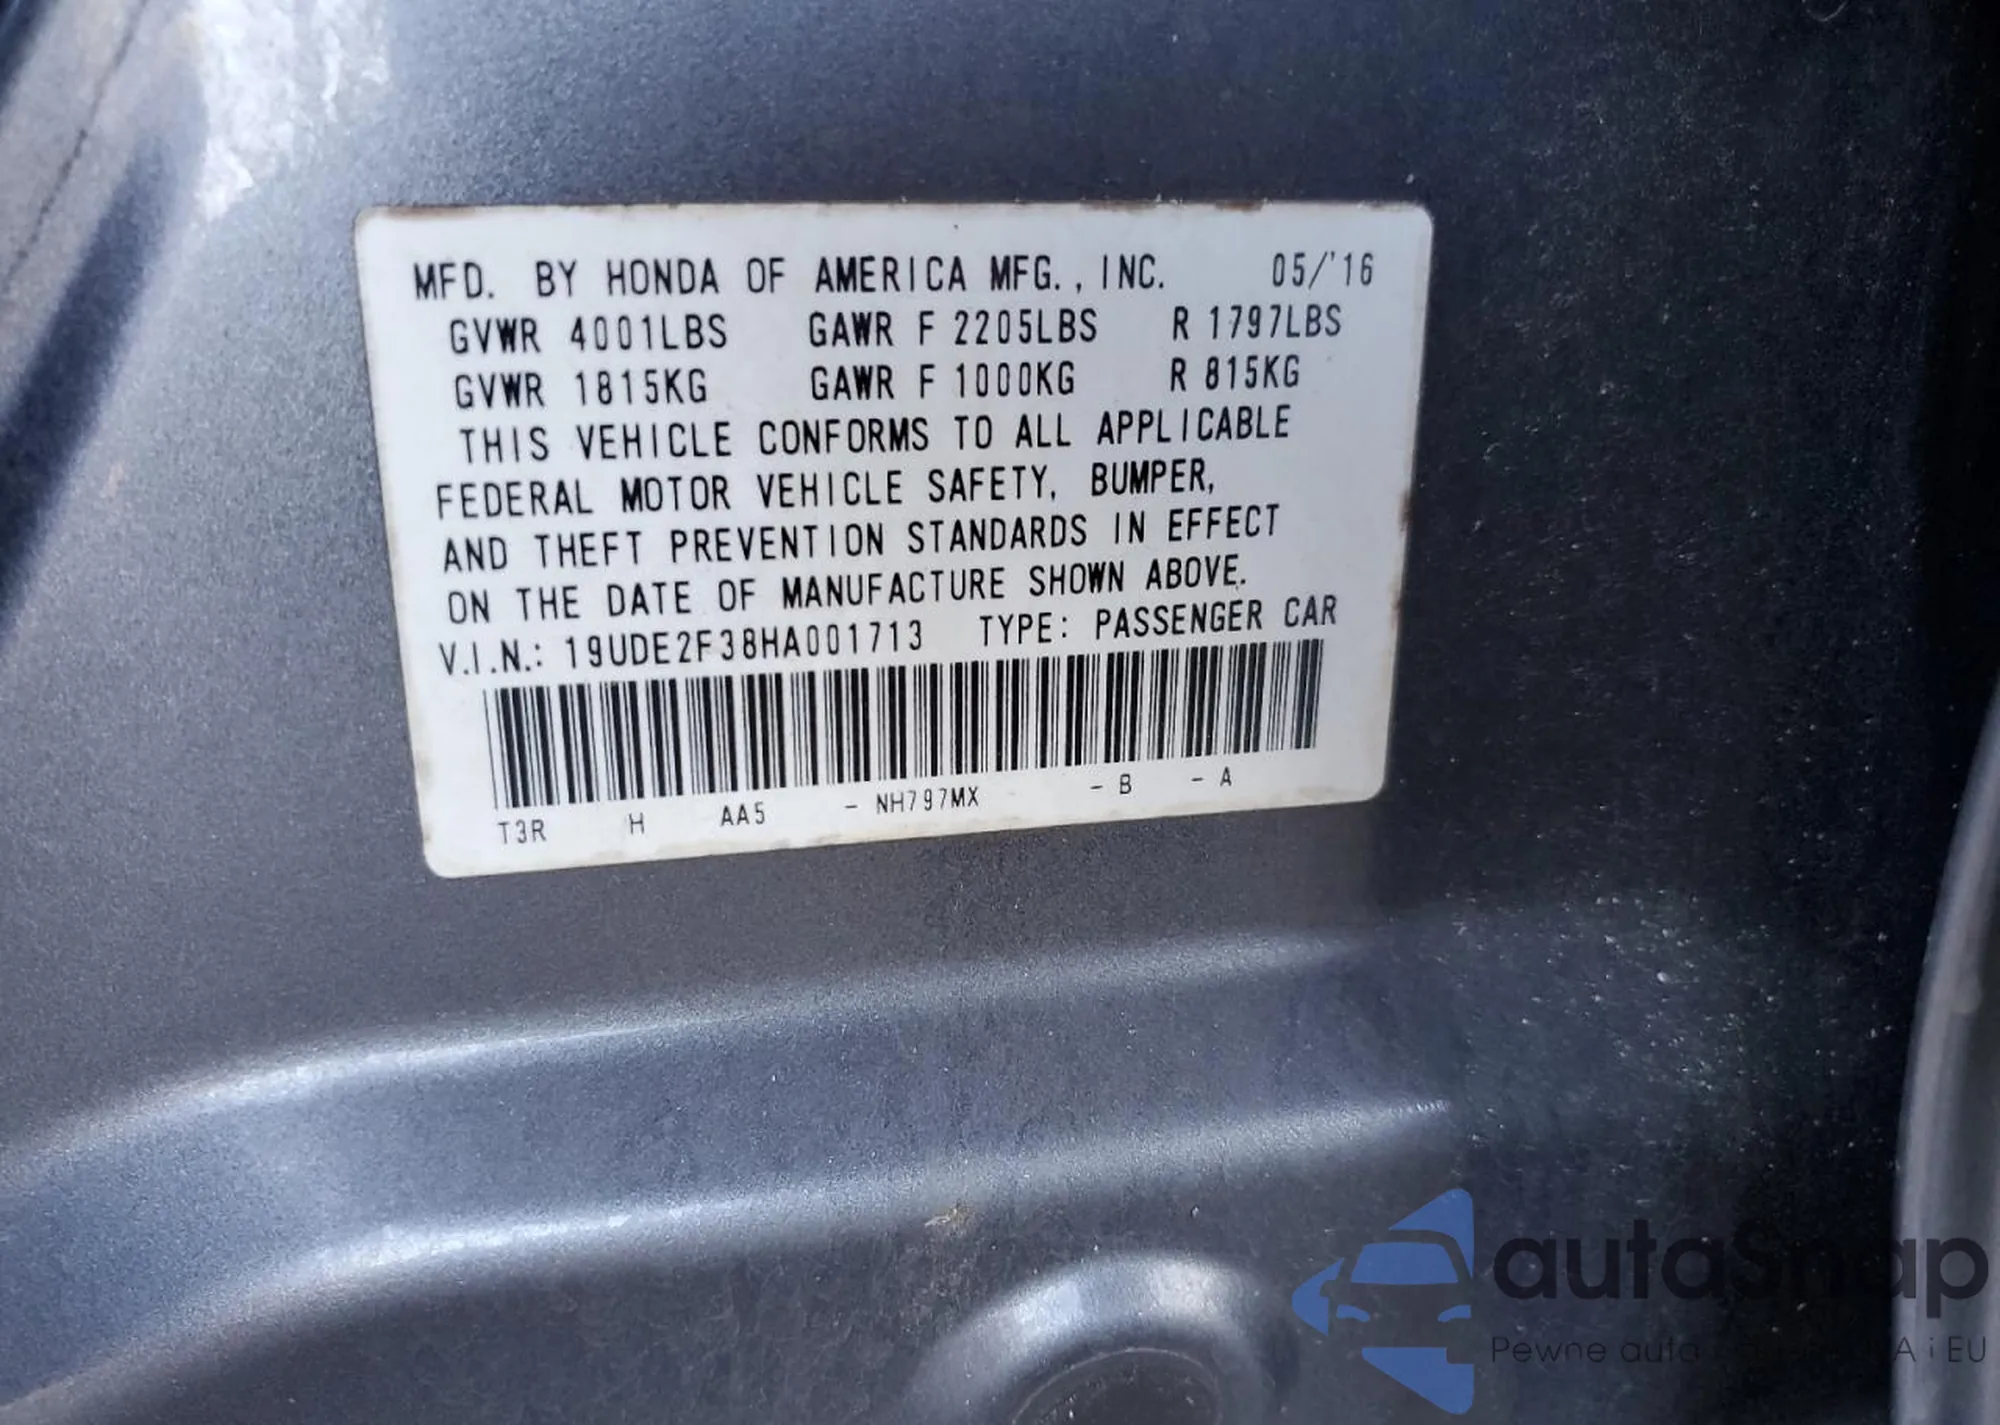 MFD. BY HONDA OF AMERICA MFG., INC. 05/'16
GVWR 4001LBS GAWR F 2205LBS R 1797LBS
GVWR 1815KG GAWR F 1000KG R 815KG
THIS VEHICLE CONFORMS TO ALL APPLICABLE
FEDERAL MOTOR VEHICLE SAFETY, BUMPER,
AND THEFT PREVENTION STANDARDS IN EFFECT
ON THE DATE OF MANUFACTURE SHOWN ABOVE.
V.I.N.: 19UDE2F38HA001713 TYPE: PASSENGER CAR
T3R H AA5 - NH797MX - B - A
autoSnap
Pewne auto A i EU